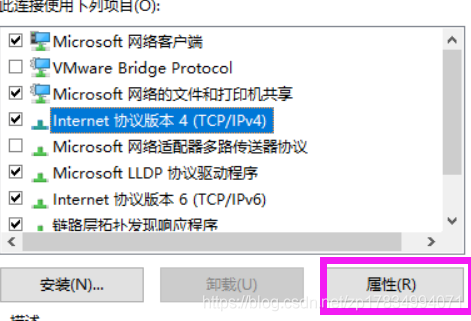 此连接使用下列项目(O):
Microsoft 网络客户端
VMware Bridge Protocol
Microsoft 网络的文件和打印机共享
Internet 协议版本 4 (TCP/IPv4)
Microsoft 网络适配器多路传送器协议
Microsoft LLDP 协议驱动程序
Internet 协议版本 6 (TCP/IPv6)
链路层拓扑发现响应程序
安装(N)...
卸载(U)
属性(R)
https://blog.csdn.net/zp17834994071
描述